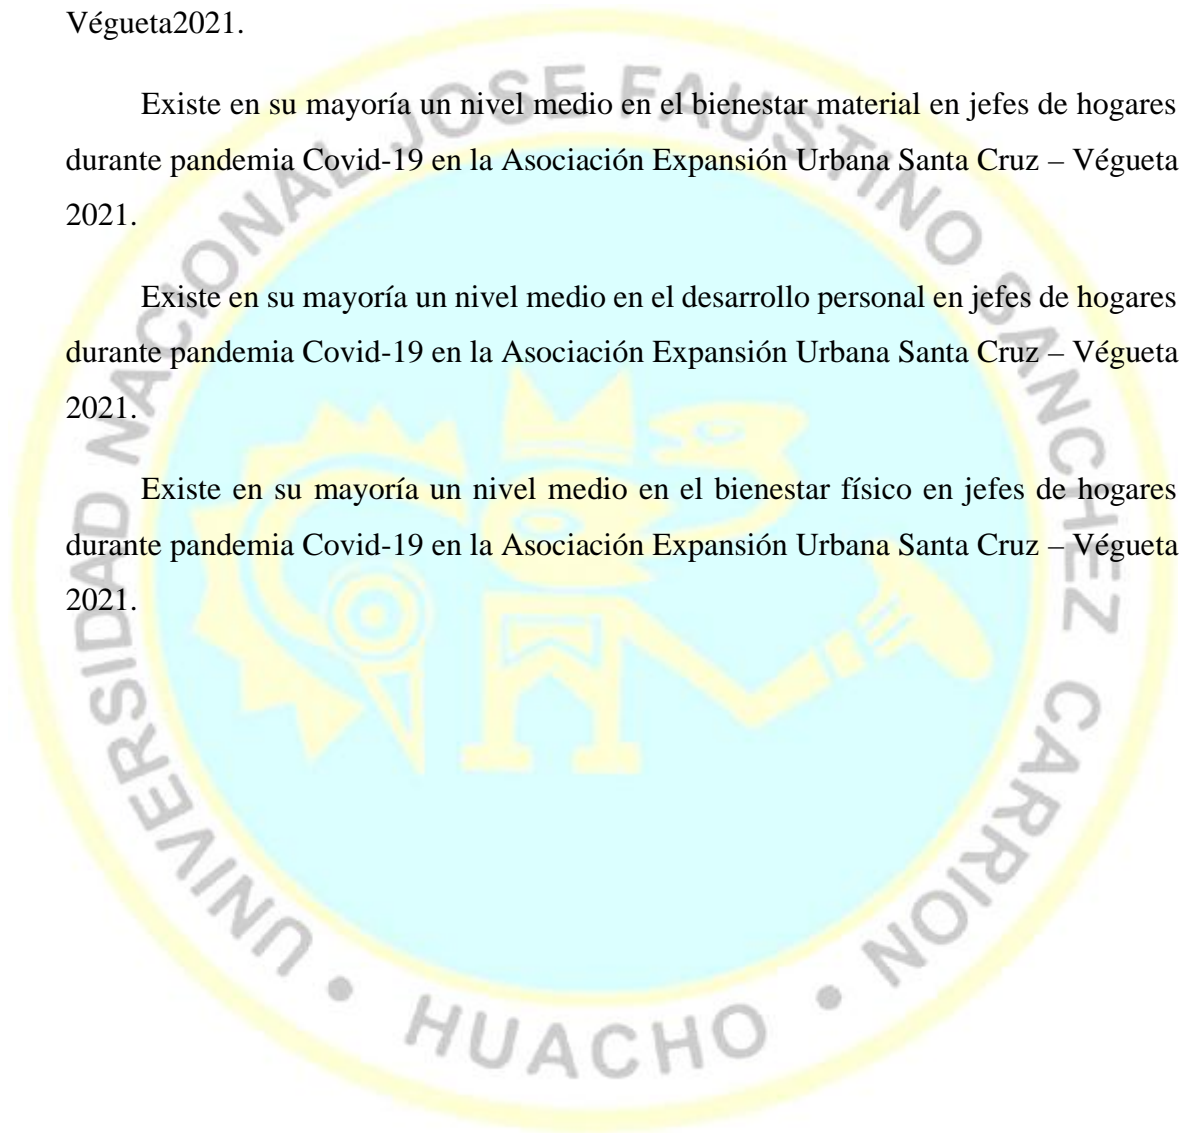 Végueta2021.
Existe en su mayoría un nivel medio en el bienestar material en jefes de hogares
durante pandemia Covid-19 en la Asociación Expansión Urbana Santa Cruz – Végueta
2021.
Existe en su mayoría un nivel medio en el desarrollo personal en jefes de hogares
durante pandemia Covid-19 en la Asociación Expansión Urbana Santa Cruz – Végueta
2021.
Existe en su mayoría un nivel medio en el bienestar físico en jefes de hogares
durante pandemia Covid-19 en la Asociación Expansión Urbana Santa Cruz – Végueta
2021.
UNIVERSIDAD NACIONAL JOSE FAUSTINO SANCHEZ CARRION
• HUACHO •